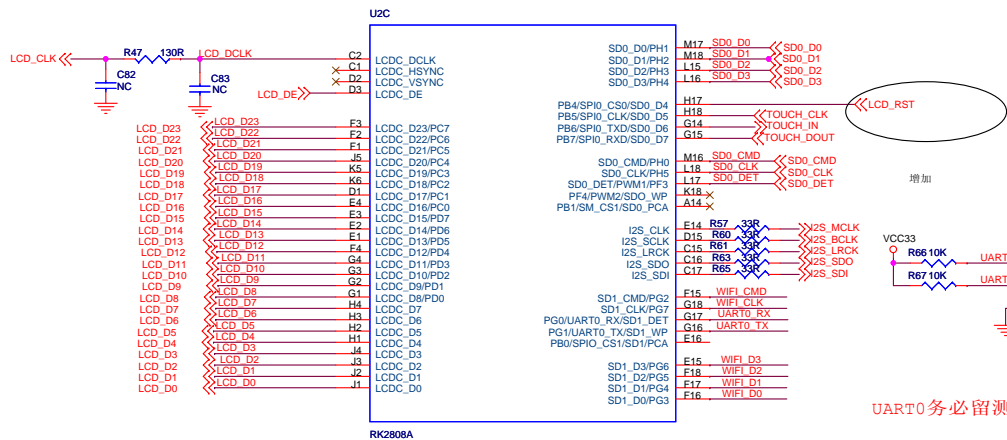 U2C
LCD_CLK R47 130R LCD_DCLK C2 LCDC_DCLK
C1 LCDC_HSYNC
D2 LCDC_VSYNC
LCD_DE D3 LCDC_DE
C82 NC
C83 NC
LCD_D23 LCD_D23 F3 LCDC_D23/PC7
LCD_D22 LCD_D22 F2 LCDC_D22/PC6
LCD_D21 LCD_D21 F1 LCDC_D21/PC5
LCD_D20 LCD_D20 J5 LCDC_D20/PC4
LCD_D19 LCD_D19 K5 LCDC_D19/PC3
LCD_D18 LCD_D18 K6 LCDC_D18/PC2
LCD_D17 LCD_D17 D1 LCDC_D17/PC1
LCD_D16 LCD_D16 E4 LCDC_D16/PC0
LCD_D15 LCD_D15 E3 LCDC_D15/PD7
LCD_D14 LCD_D14 E2 LCDC_D14/PD6
LCD_D13 LCD_D13 E1 LCDC_D13/PD5
LCD_D12 LCD_D12 F4 LCDC_D12/PD4
LCD_D11 LCD_D11 G4 LCDC_D11/PD3
LCD_D10 LCD_D10 G3 LCDC_D10/PD2
LCD_D9 LCD_D9 G2 LCDC_D9/PD1
LCD_D8 LCD_D8 G1 LCDC_D8/PD0
LCD_D7 LCD_D7 H4 LCDC_D7
LCD_D6 LCD_D6 H3 LCDC_D6
LCD_D5 LCD_D5 H2 LCDC_D5
LCD_D4 LCD_D4 H1 LCDC_D4
LCD_D3 LCD_D3 J4 LCDC_D3
LCD_D2 LCD_D2 J3 LCDC_D2
LCD_D1 LCD_D1 J2 LCDC_D1
LCD_D0 LCD_D0 J1 LCDC_D0
SD0_D0/PH1 M17 SD0_D0 SD0_D0
SD0_D1/PH2 M18 SD0_D1 SD0_D1
SD0_D2/PH3 L15 SD0_D2 SD0_D2
SD0_D3/PH4 L16 SD0_D3 SD0_D3
PB4/SPI0_CS0/SD0_D4 H17 LCD_RST
PB5/SPI0_CLK/SD0_D5 H18 TOUCH_CLK
PB6/SPI0_TXD/SD0_D6 G14 TOUCH_IN
PB7/SPI0_RXD/SD0_D7 G15 TOUCH_DOUT
SD0_CMD/PH0 M16 SD0_CMD SD0_CMD
SD0_CLK/PH5 L18 SD0_CLK SD0_CLK
SD0_DET/PWM1/PF3 L17 SD0_DET SD0_DET
PF4/PWM2/SDO_WP K18
PB1/SM_CS1/SD0_PCA A14
增加
I2S_CLK E14 R57 33R I2S_MCLK
I2S_SCLK D15 R60 33R I2S_BCLK
I2S_LRCK C15 R61 33R I2S_LRCK
I2S_SDO C16 R63 33R I2S_SDO
I2S_SDI C17 R65 33R I2S_SDI
VCC33
R66 10K UART
R67 10K UART
SD1_CMD/PG2 F15 WIFI_CMD
SD1_CLK/PG7 G18 WIFI_CLK
PG0/UART0_RX/SD1_DET G17 UART0_RX
PG1/UART0_TX/SD1_WP G16 UART0_TX
PB0/SPIO_CS1/SD1/PCA E16
SD1_D3/PG6 E15 WIFI_D3
SD1_D2/PG5 F18 WIFI_D2
SD1_D1/PG4 F17 WIFI_D1
SD1_D0/PG3 F16 WIFI_D0
UART0务必留测
RK2808A